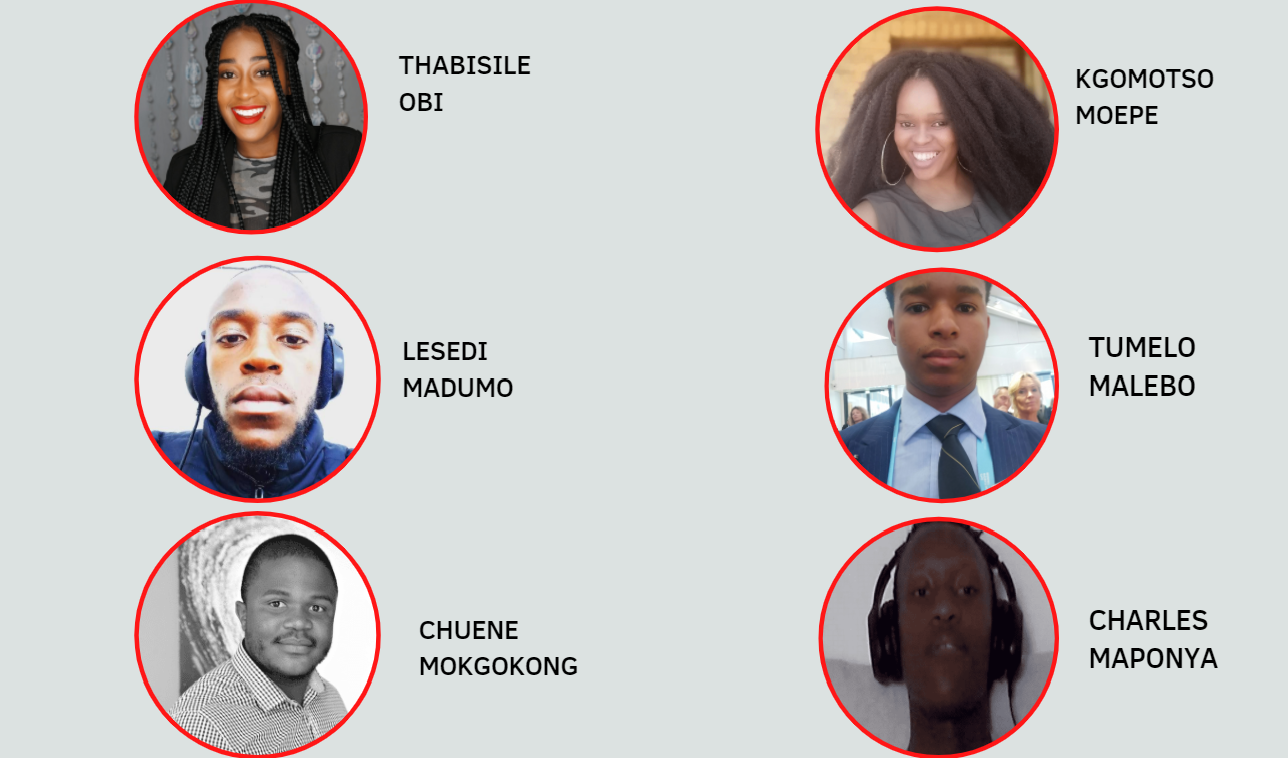 THABISILE
OBI
KGOMOTSO
MOEPE
LESEDI
MADUMO
TUMELO
MALEBO
CHUENE
MOKGOKONG
CHARLES
MAPONYA